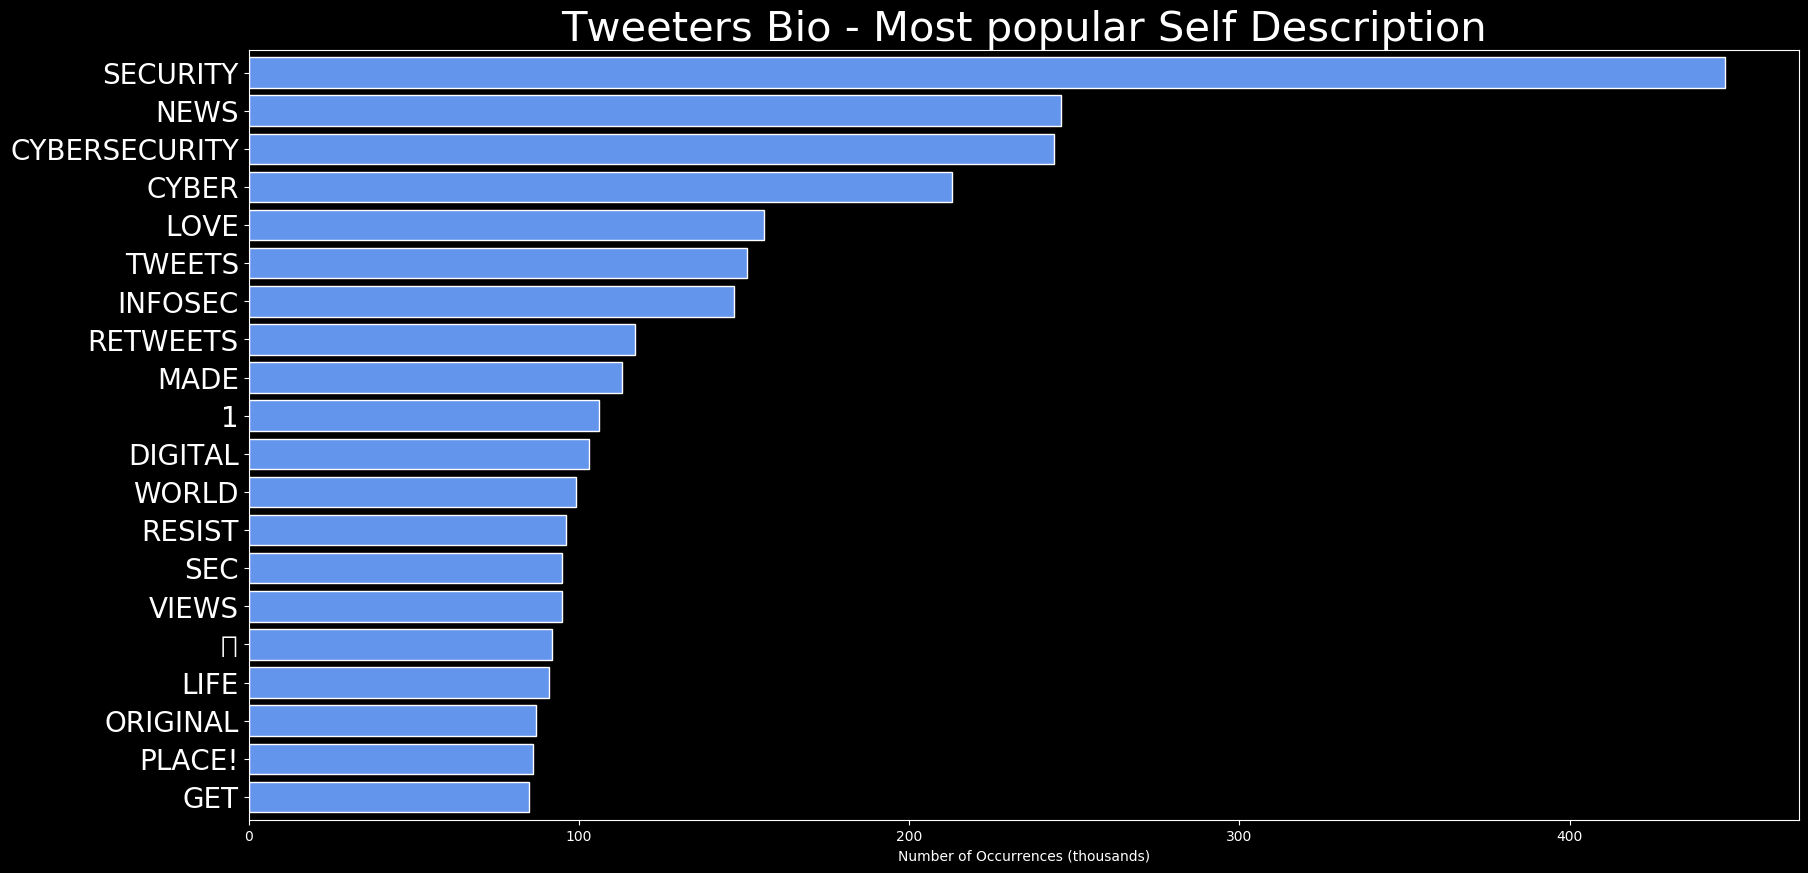 Tweeters Bio - Most popular Self Description
SECURITY
NEWS
CYBERSECURITY
CYBER
LOVE
TWEETS
INFOSEC
RETWEETS
MADE
1
DIGITAL
WORLD
RESIST
SEC
VIEWS
LIFE
ORIGINAL
PLACE!
GET
0 100 200 300 400
Number of Occurrences (thousands)